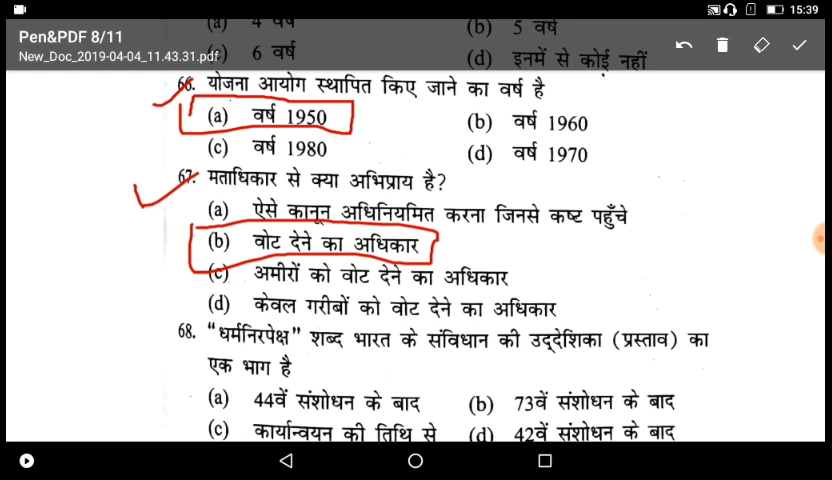 15:39
Pen&PDF 8/11
New_Doc_2019-04-04_11.43.31.pdf
(a) 4 वर्ष (b) 5 वर्ष
(c) 6 वर्ष (d) इनमें से कोई नहीं
66. योजना आयोग स्थापित किए जाने का वर्ष है
(a) वर्ष 1950 (b) वर्ष 1960
(c) वर्ष 1980 (d) वर्ष 1970
67. मताधिकार से क्या अभिप्राय है?
(a) ऐसे कानून अधिनियमित करना जिनसे कष्ट पहुँचे
(b) वोट देने का अधिकार
(c) अमीरों को वोट देने का अधिकार
(d) केवल गरीबों को वोट देने का अधिकार
68. “धर्मनिरपेक्ष” शब्द भारत के संविधान की उद्देशिका (प्रस्ताव) का
एक भाग है
(a) 44वें संशोधन के बाद (b) 73वें संशोधन के बाद
(c) कार्यान्वयन की तिथि से (d) 42वें संशोधन के बाद